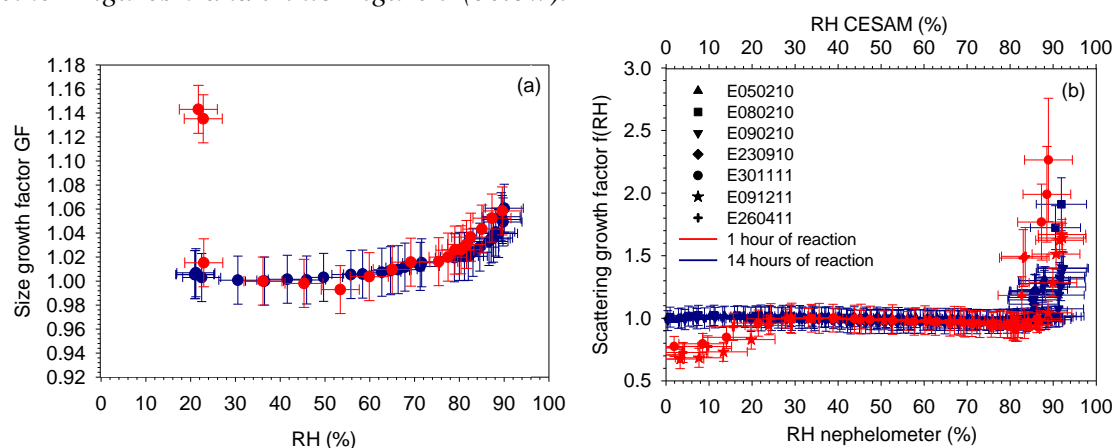 RH CESAM (%)
0 10 20 30 40 50 60 70 80 90 100
1.18
1.16
1.14
1.12
1.10
1.08
1.06
1.04
1.02
1.00
0.98
0.96
0.94
0.92
Size growth factor GF
(a)
0 10 20 30 40 50 60 70 80 90 100
RH (%)
3.0
2.5
2.0
1.5
1.0
0.5
Scattering growth factor f(RH)
(b)
E050210
E080210
E090210
E230910
E301111
E091211
E260411
1 hour of reaction
14 hours of reaction
0 10 20 30 40 50 60 70 80 90 100
RH nephelometer (%)